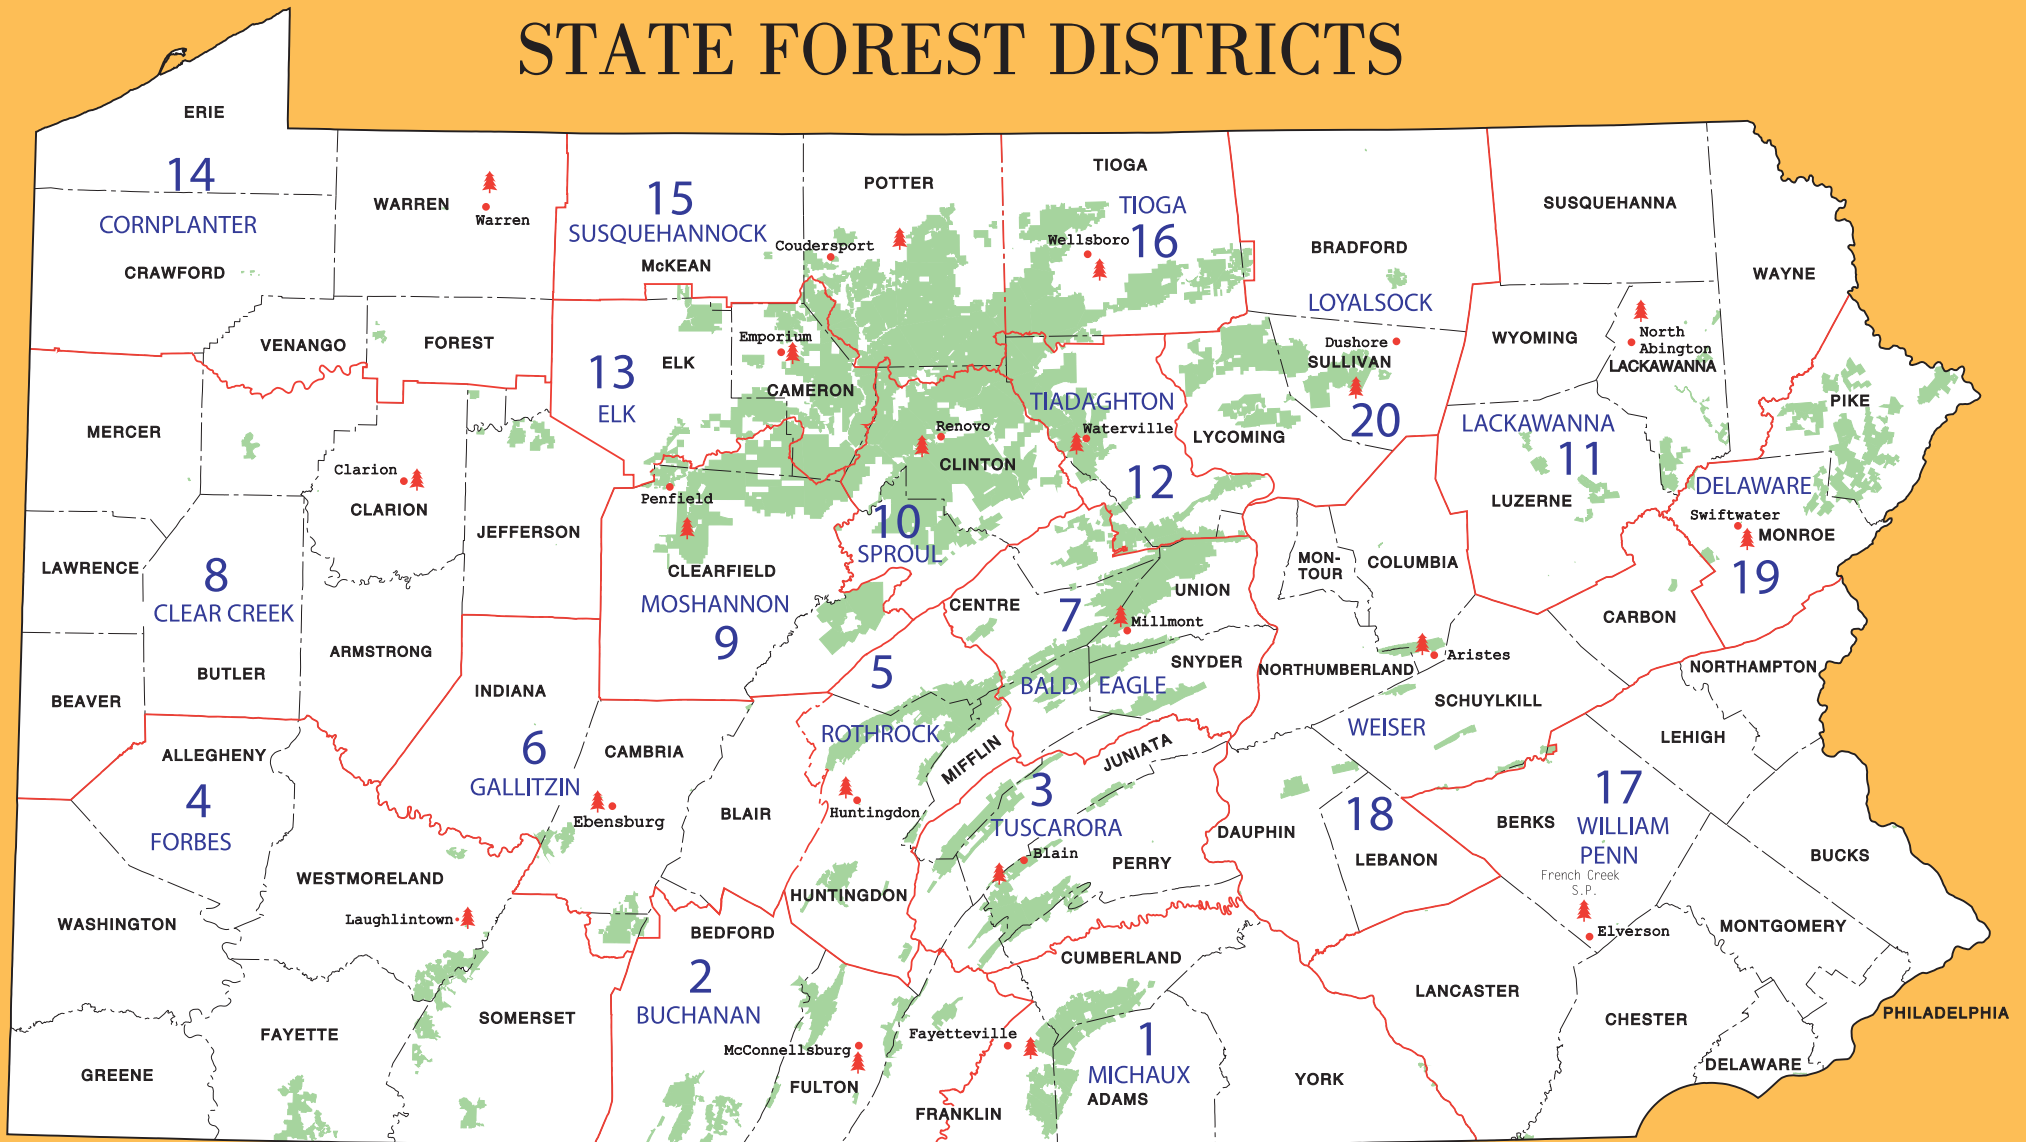 STATE FOREST DISTRICTS
ERIE
14
CORNPLANTER
CRAWFORD
WARREN
Warren
15
SUSQUEHANNOCK
McKEAN
POTTER
Coudersport
TIOGA
TIOGA
16
Wellsboro
BRADFORD
LOYALSOCK
SUSQUEHANNA
WAYNE
VENANGO
FOREST
13
ELK
ELK
Emporium
CAMERON
TIADAGHTON
Waterville
12
LYCOMING
Dushore
SULLIVAN
20
WYOMING
North
Abington
LACKAWANNA
LACKAWANNA
11
LUZERNE
PIKE
MERCER
Clarion
CLARION
JEFFERSON
Penfield
CLEARFIELD
MOSHANNON
9
Renovo
CLINTON
10
SPROUL
DELAWARE
Swiftwater
MONROE
19
LAWRENCE
8
CLEAR CREEK
BUTLER
ARMSTRONG
BEAVER
INDIANA
CENTRE
7
UNION
Millmont
BALD EAGLE
SNYDER
MON-
TOUR
COLUMBIA
NORTHUMBERLAND
Aristes
CARBON
NORTHAMPTON
SCHUYLKILL
WEISER
LEHIGH
ALLEGHENY
4
FORBES
6
GALLITZIN
CAMBRIA
Ebensburg
BLAIR
5
ROTHROCK
Huntingdon
HUNTINGDON
MIFFLIN
JUNIATA
3
TUSCARORA
Blain
PERRY
DAUPHIN
18
LEBANON
BERKS
17
WILLIAM
PENN
French Creek
S.P.
Elverson
BUCKS
MONTGOMERY
WESTMORELAND
Laughlintown
WASHINGTON
BEDFORD
2
BUCHANAN
CUMBERLAND
LANCASTER
CHESTER
PHILADELPHIA
DELAWARE
GREENE
FAYETTE
SOMERSET
McConnellsburg
FULTON
Fayetteville
FRANKLIN
1
MICHAUX
ADAMS
YORK